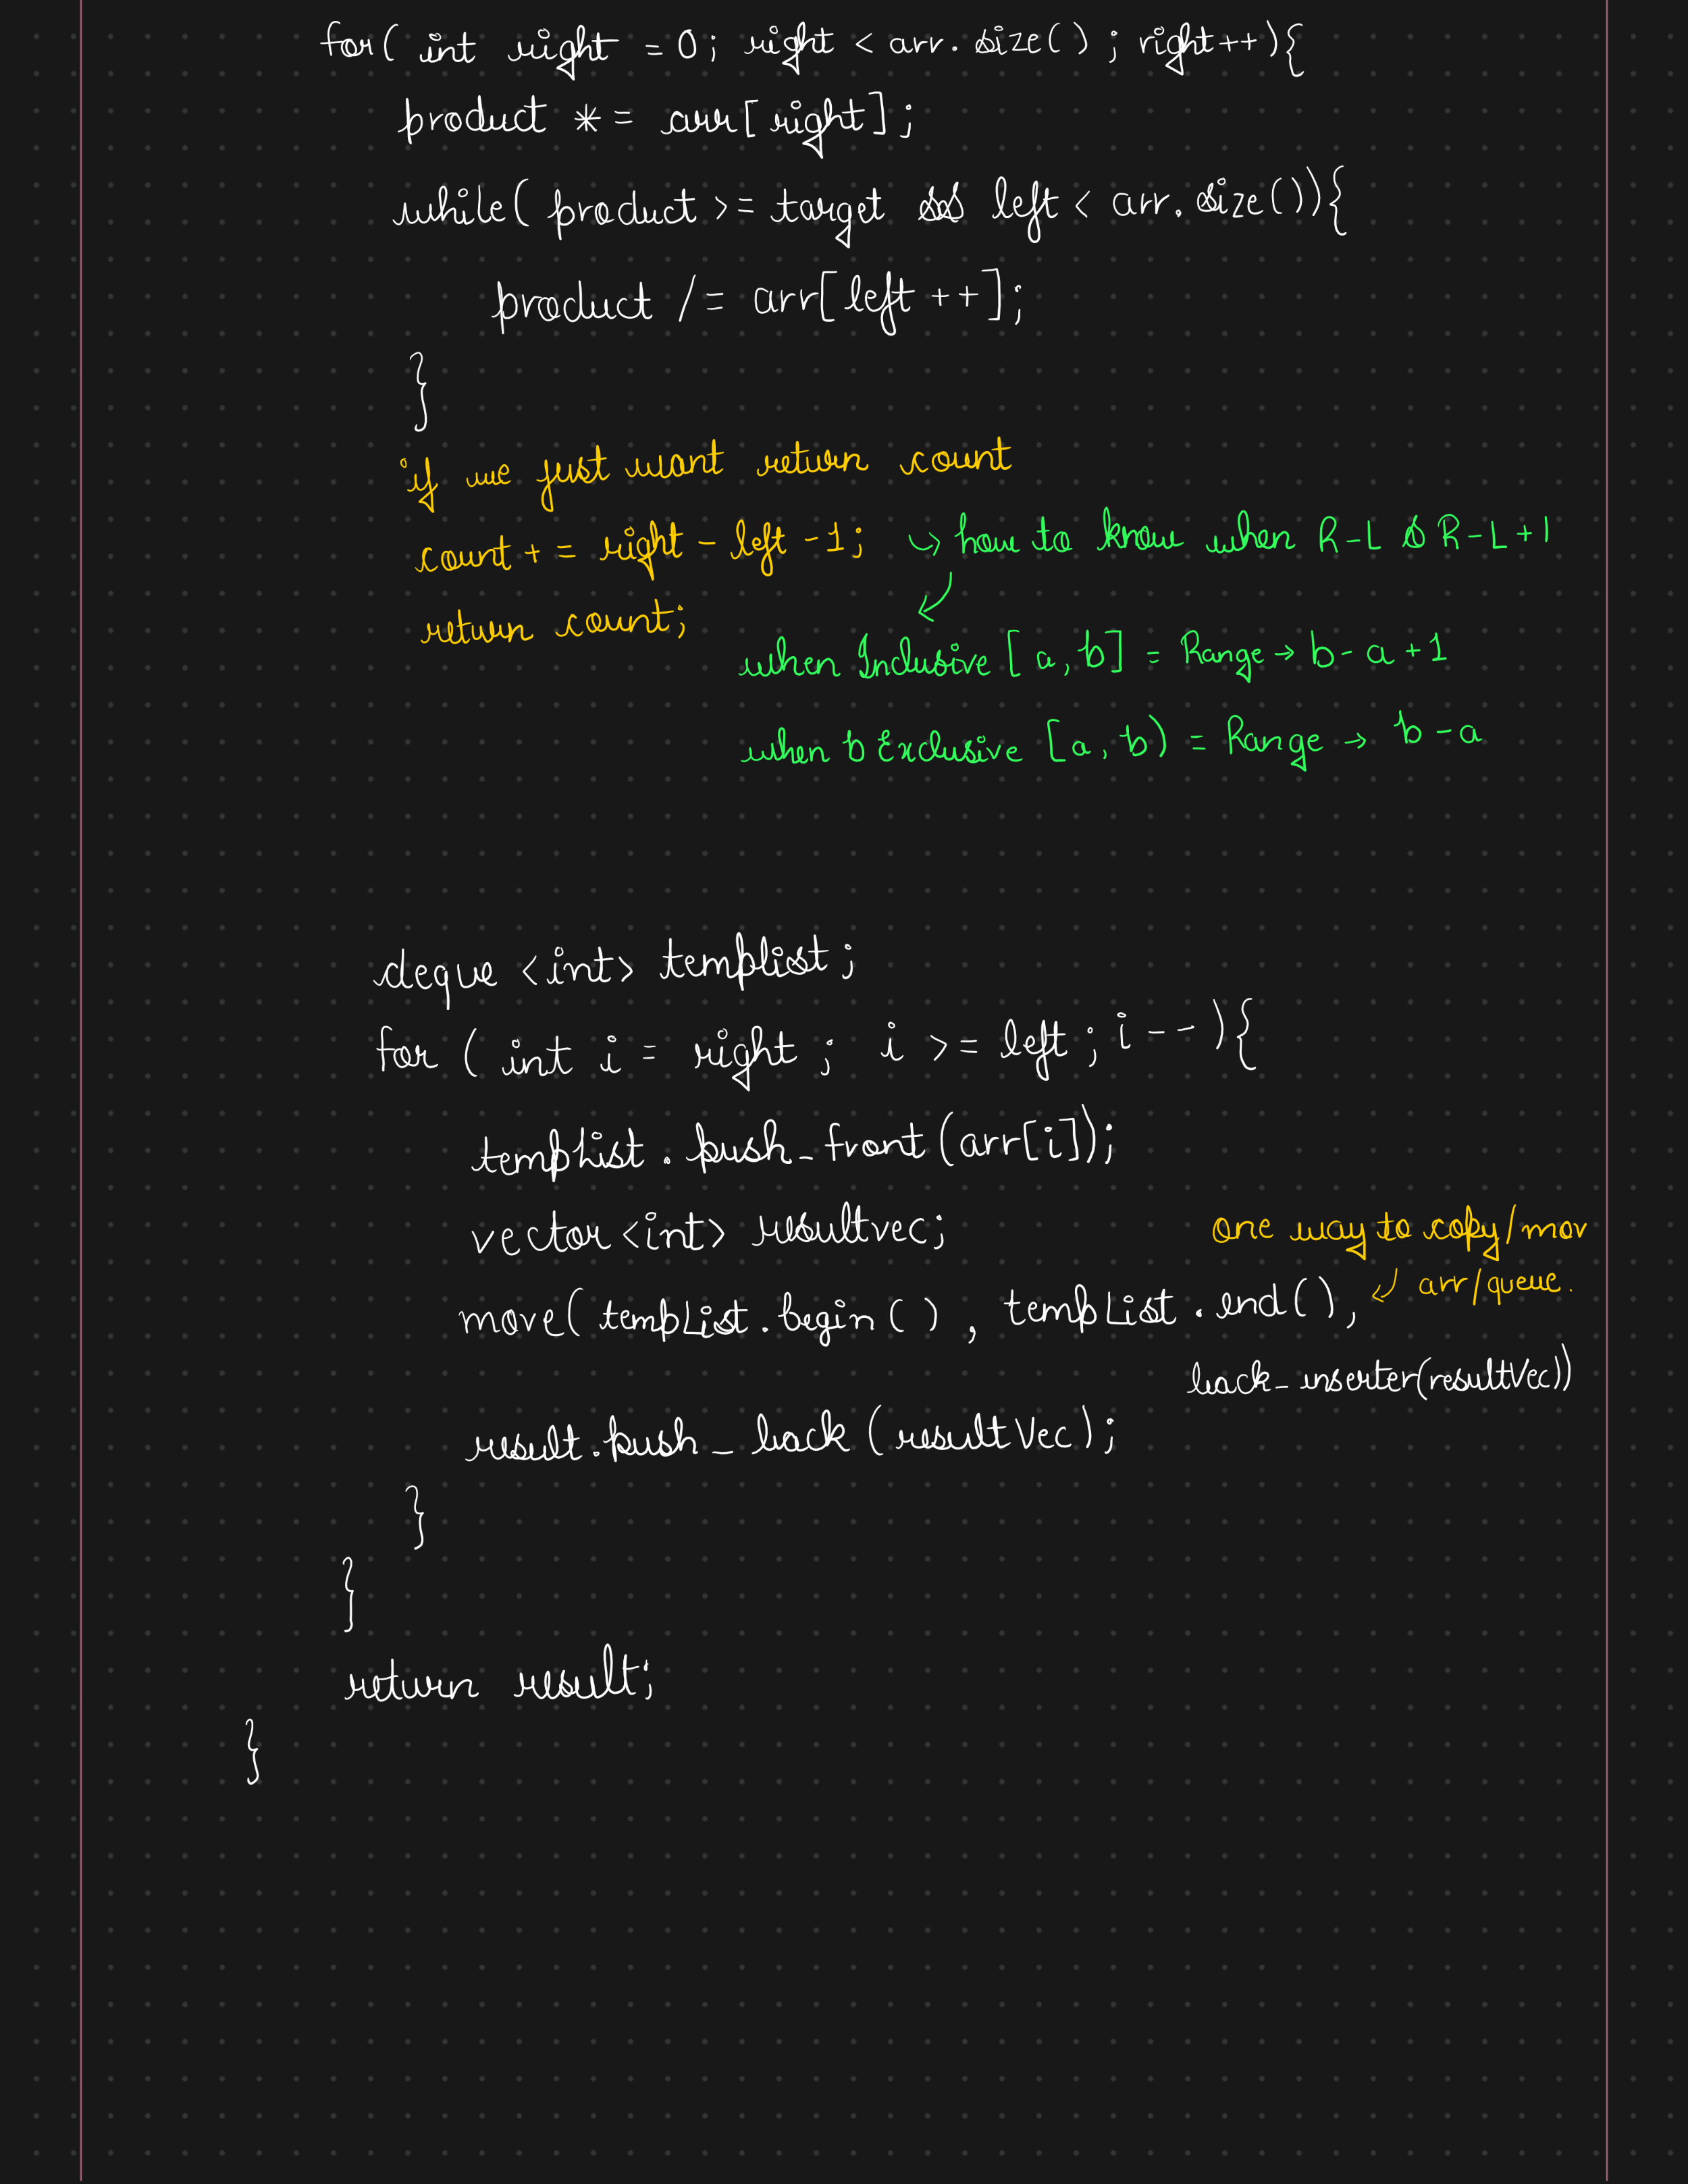 for( int right = 0; right < arr. size() ; right++){
product *= arr[right];
while( product >= target && left < arr. size()){
product /= arr[left ++];
}
if we just want return count
count += right - left -1; ↪ how to know when R-L & R-L+1
return count;
when Inclusive [a, b] = Range → b- a +1
when b Exclusive [a, b) = Range → b -a
deque <int> templist;
for ( int i = right ; i >= left ; i -- ){
tempList . push_front (arr[i]);
vector <int> resultvec;
one way to copy/mov
arr/queue.
move( tempList . begin () , tempList . end(),
back_inserter(resultVec))
result.push_back (resultVec);
}
}
return result;
}